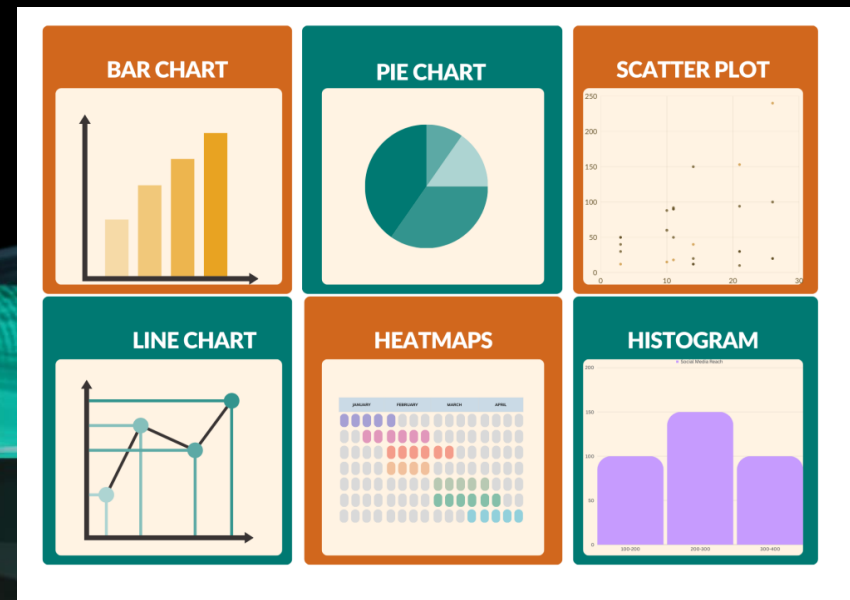 BAR CHART
PIE CHART
SCATTER PLOT
250
200
150
100
50
0
0 10 20 30
LINE CHART
HEATMAPS
JANUARY FEBRUARY MARCH APRIL
HISTOGRAM
Social Media Reach
200
150
100
50
0
100-200 200-300 300-400